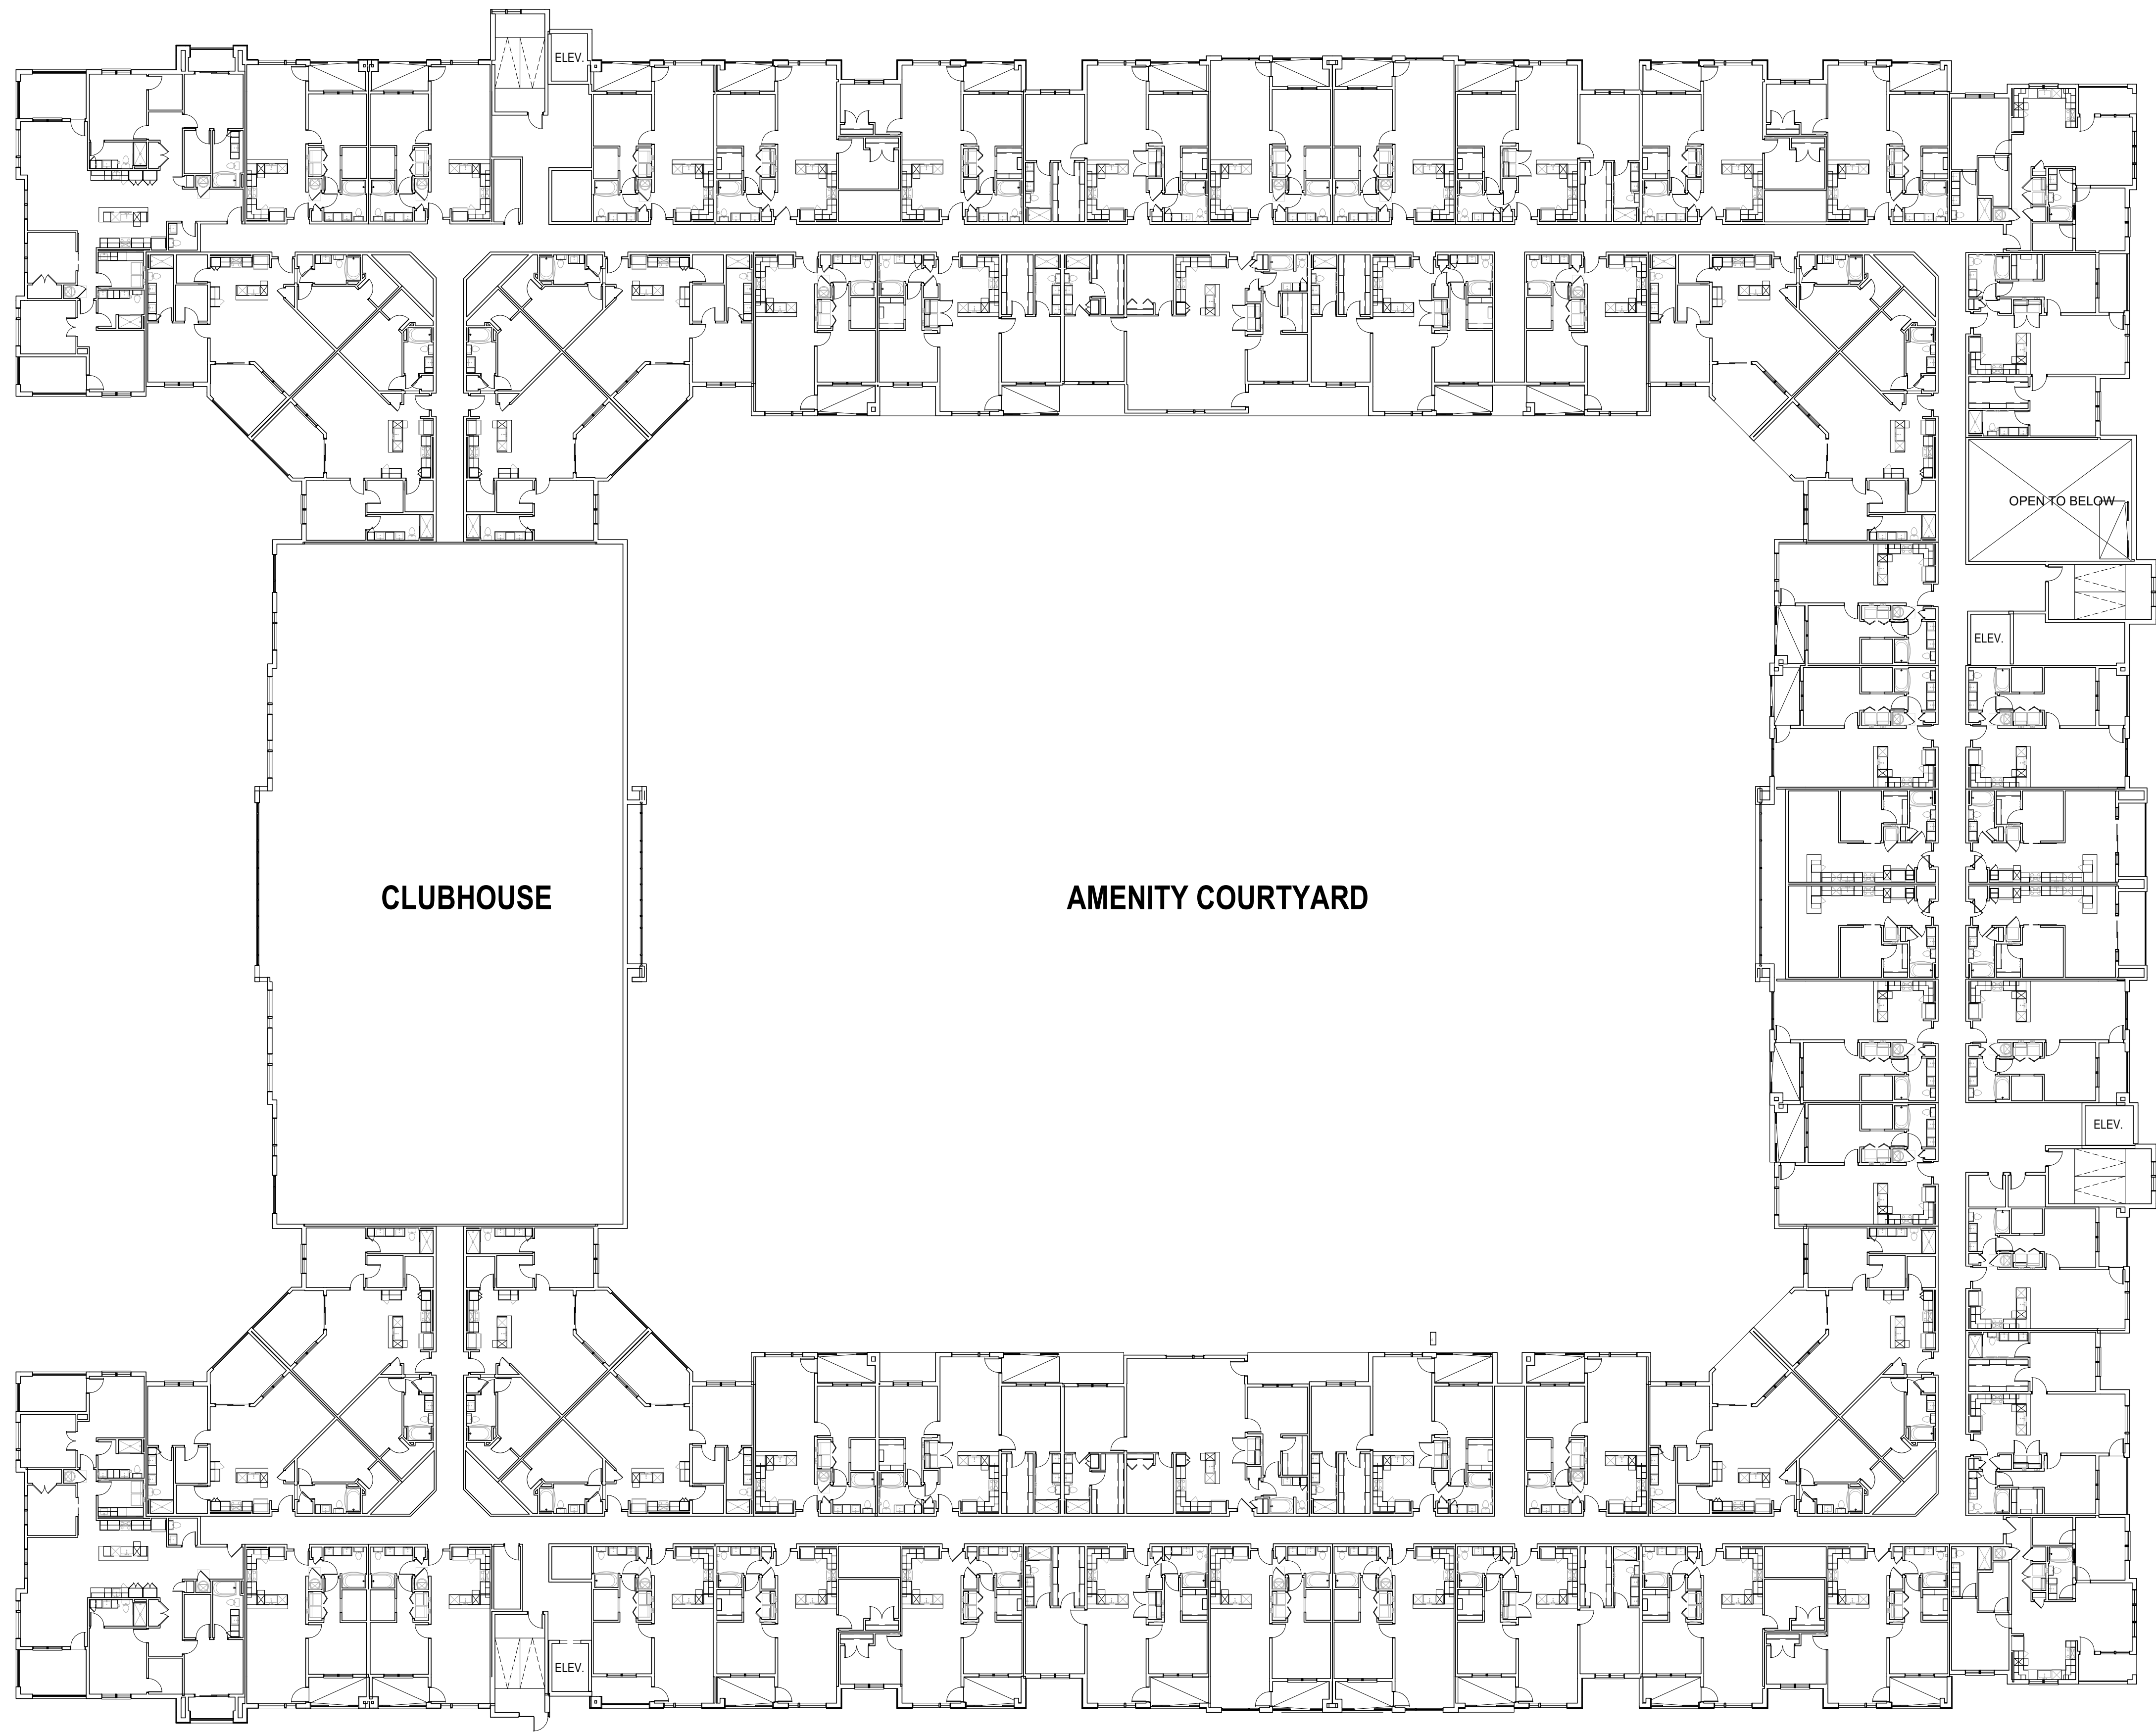 ELEV.
OPEN TO BELOW
ELEV.
CLUBHOUSE
AMENITY COURTYARD
ELEV.
ELEV.